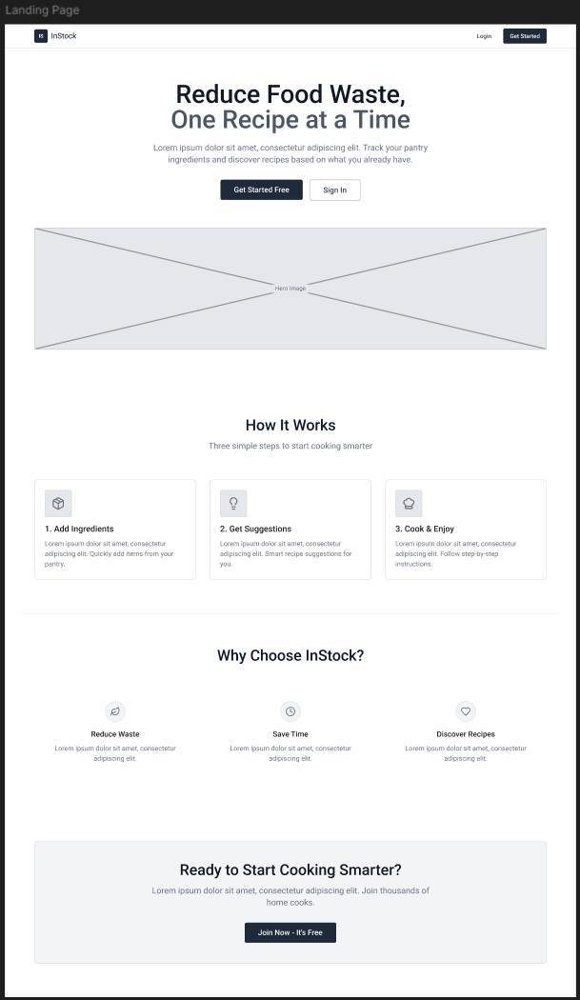 Landing Page
IS InStock
Login
Get Started
Reduce Food Waste,
One Recipe at a Time
Lorem ipsum dolor sit amet, consectetur adipiscing elit. Track your pantry
ingredients and discover recipes based on what you already have.
Get Started Free
Sign In
Hero Image
How It Works
Three simple steps to start cooking smarter
1. Add Ingredients
Lorem ipsum dolor sit amet, consectetur
adipiscing elit. Quickly add items from your
pantry.
2. Get Suggestions
Lorem ipsum dolor sit amet, consectetur
adipiscing elit. Smart recipe suggestions for
you.
3. Cook & Enjoy
Lorem ipsum dolor sit amet, consectetur
adipiscing elit. Follow step-by-step
instructions.
Why Choose InStock?
Reduce Waste
Lorem ipsum dolor sit amet, consectetur
adipiscing elit.
Save Time
Lorem ipsum dolor sit amet, consectetur
adipiscing elit.
Discover Recipes
Lorem ipsum dolor sit amet, consectetur
adipiscing elit.
Ready to Start Cooking Smarter?
Lorem ipsum dolor sit amet, consectetur adipiscing elit. Join thousands of
home cooks.
Join Now - It's Free